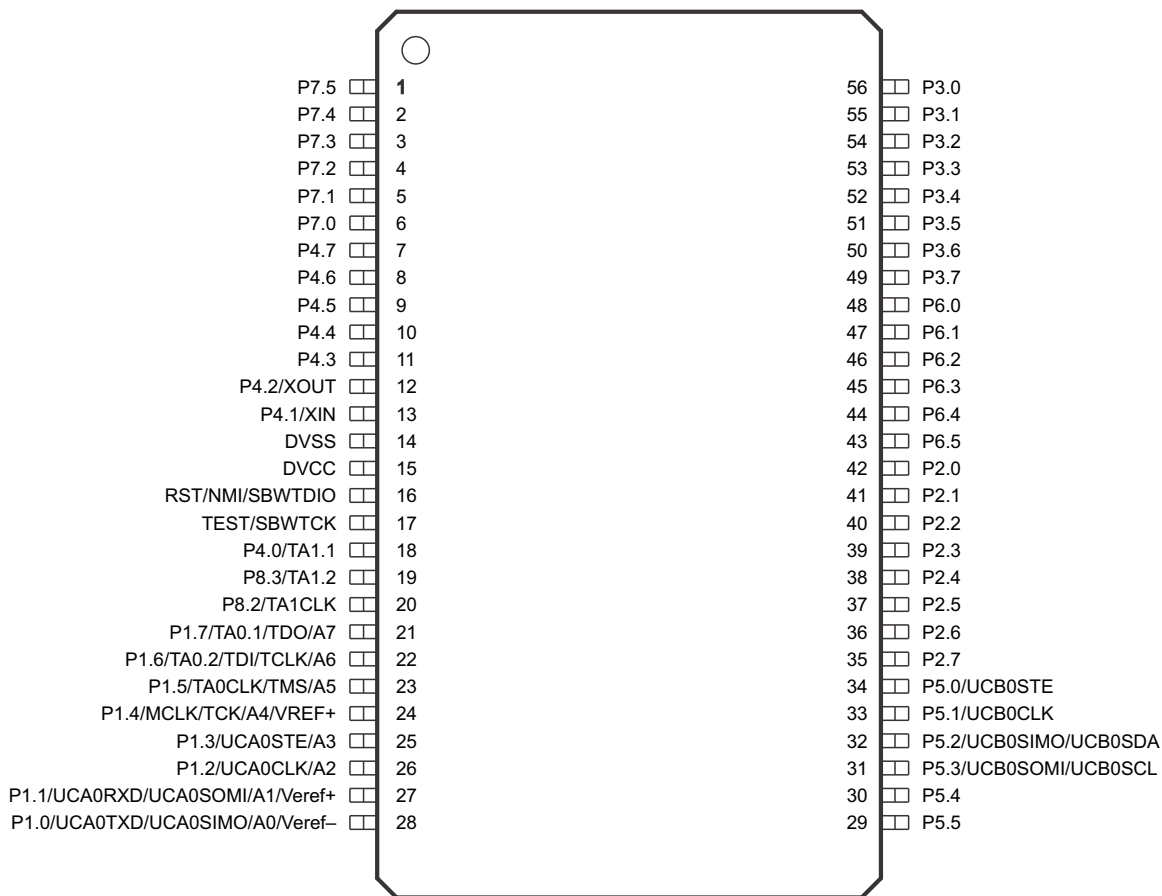 P7.5 1 56 P3.0
P7.4 2 55 P3.1
P7.3 3 54 P3.2
P7.2 4 53 P3.3
P7.1 5 52 P3.4
P7.0 6 51 P3.5
P4.7 7 50 P3.6
P4.6 8 49 P3.7
P4.5 9 48 P6.0
P4.4 10 47 P6.1
P4.3 11 46 P6.2
P4.2/XOUT 12 45 P6.3
P4.1/XIN 13 44 P6.4
DVSS 14 43 P6.5
DVCC 15 42 P2.0
RST/NMI/SBWTDIO 16 41 P2.1
TEST/SBWTCK 17 40 P2.2
P4.0/TA1.1 18 39 P2.3
P8.3/TA1.2 19 38 P2.4
P8.2/TA1CLK 20 37 P2.5
P1.7/TA0.1/TDO/A7 21 36 P2.6
P1.6/TA0.2/TDI/TCLK/A6 22 35 P2.7
P1.5/TA0CLK/TMS/A5 23 34 P5.0/UCB0STE
P1.4/MCLK/TCK/A4/VREF+ 24 33 P5.1/UCB0CLK
P1.3/UCA0STE/A3 25 32 P5.2/UCB0SIMO/UCB0SDA
P1.2/UCA0CLK/A2 26 31 P5.3/UCB0SOMI/UCB0SCL
P1.1/UCA0RXD/UCA0SOMI/A1/Veref+ 27 30 P5.4
P1.0/UCA0TXD/UCA0SIMO/A0/Veref– 28 29 P5.5